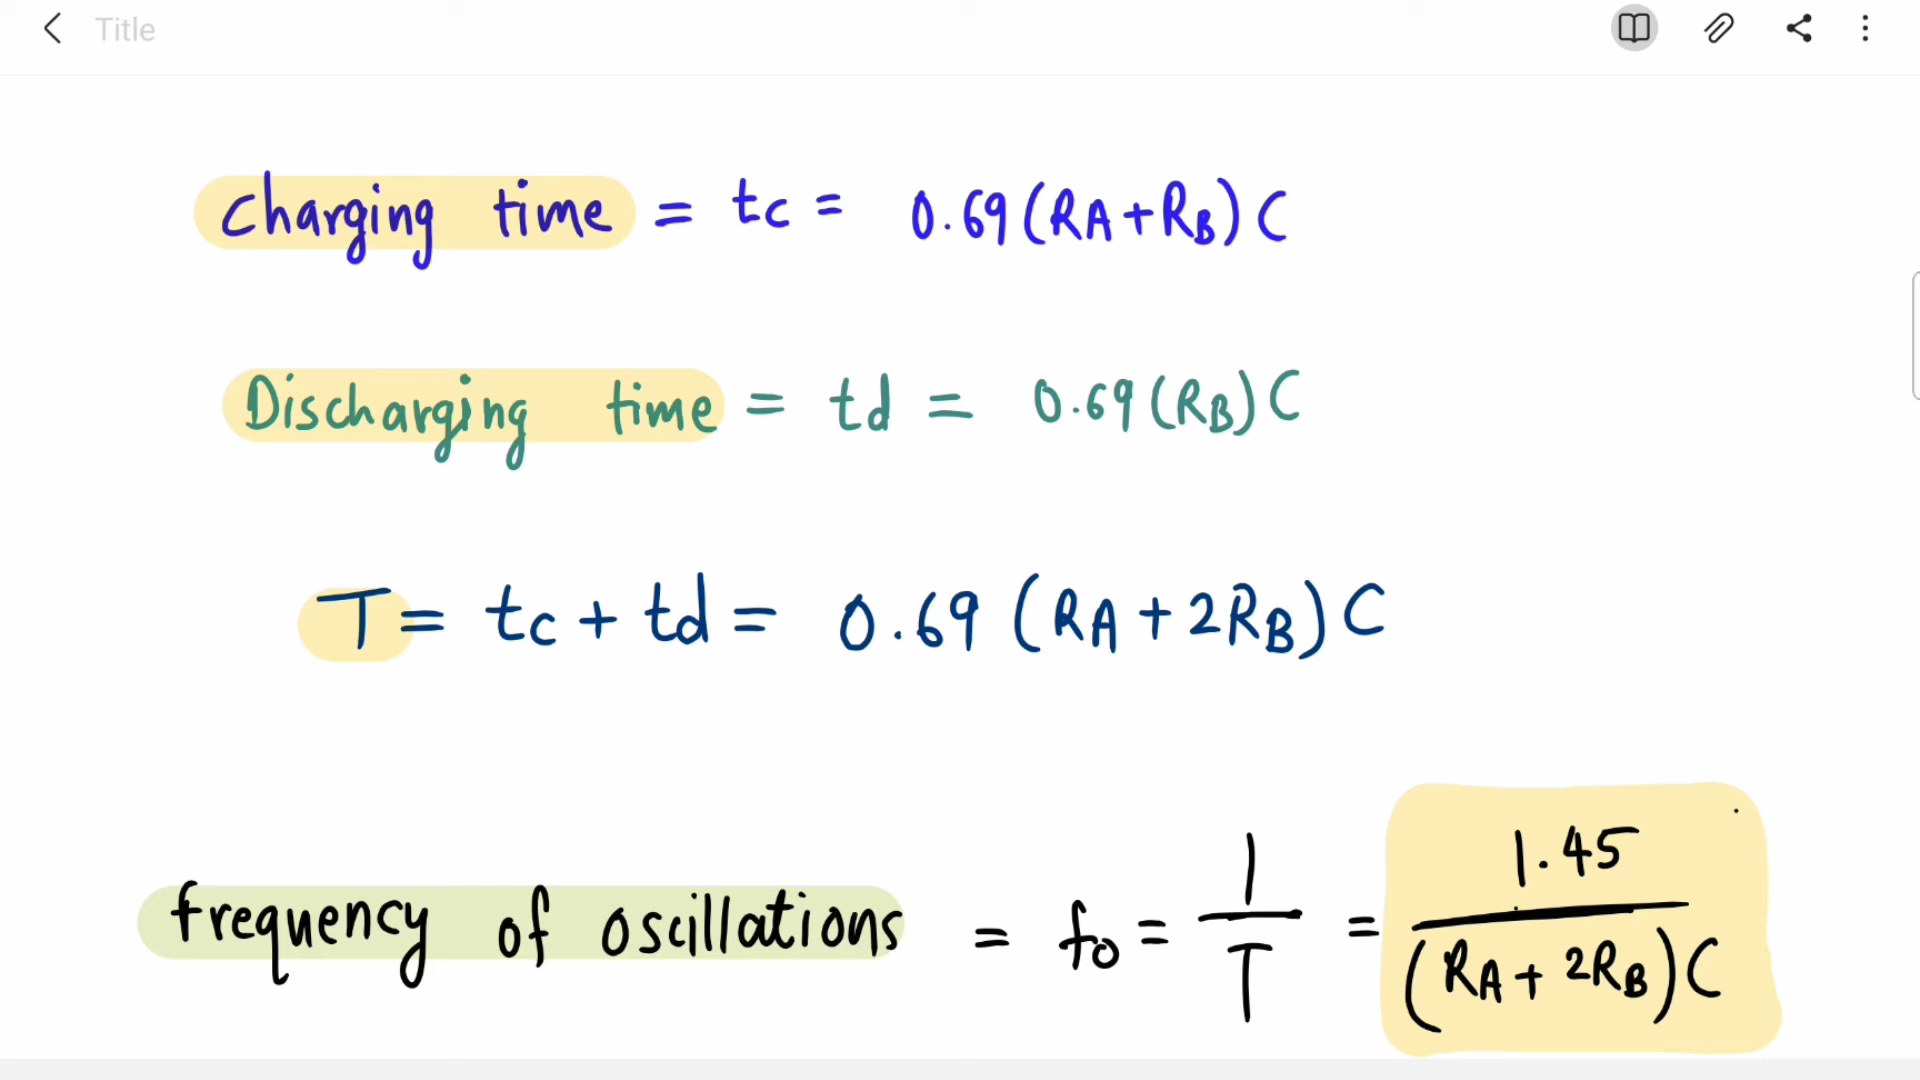 Title
Charging time = tc = 0.69 (RA+RB) C
Discharging time = td = 0.69 (RB) C
T = tc + td = 0.69 (RA + 2RB) C
frequency of oscillations = fo = 1/T = 1.45/(RA + 2RB) C